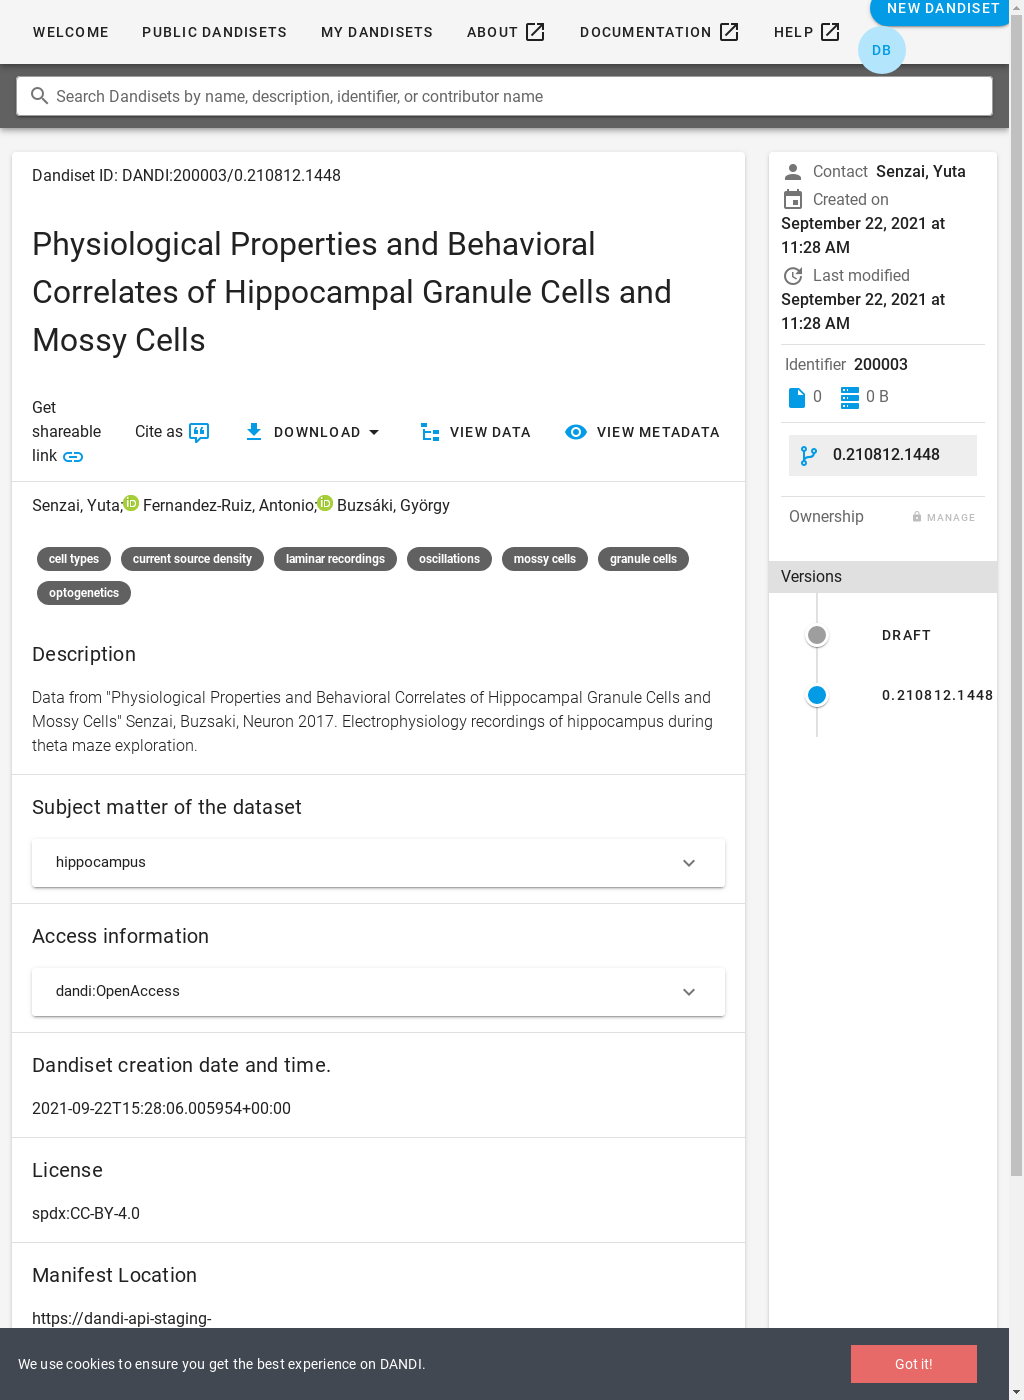 NEW DANDISET
WELCOME PUBLIC DANDISETS MY DANDISETS ABOUT DOCUMENTATION HELP
DB
Search Dandisets by name, description, identifier, or contributor name
Dandiset ID: DANDI:200003/0.210812.1448
Physiological Properties and Behavioral
Correlates of Hippocampal Granule Cells and
Mossy Cells
Get
shareable
link
Cite as
DOWNLOAD
VIEW DATA
VIEW METADATA
Senzai, Yuta; Fernandez-Ruiz, Antonio; Buzsáki, György
cell types current source density laminar recordings oscillations mossy cells granule cells
optogenetics
Description
Data from "Physiological Properties and Behavioral Correlates of Hippocampal Granule Cells and
Mossy Cells" Senzai, Buzsaki, Neuron 2017. Electrophysiology recordings of hippocampus during
theta maze exploration.
Subject matter of the dataset
hippocampus
Access information
dandi:OpenAccess
Dandiset creation date and time.
2021-09-22T15:28:06.005954+00:00
License
spdx:CC-BY-4.0
Manifest Location
https://dandi-api-staging-
Contact Senzai, Yuta
Created on
September 22, 2021 at
11:28 AM
Last modified
September 22, 2021 at
11:28 AM
Identifier 200003
0 0 B
0.210812.1448
Ownership MANAGE
Versions
DRAFT
0.210812.1448
We use cookies to ensure you get the best experience on DANDI.
Got it!